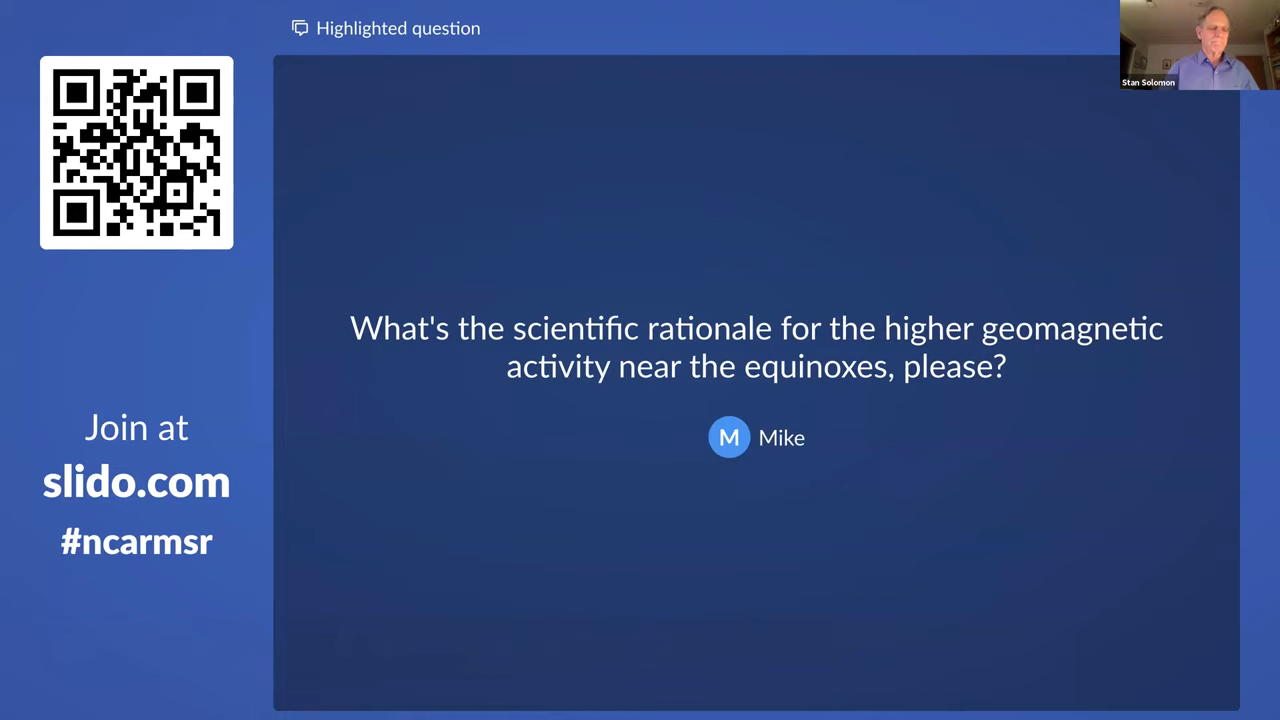 Highlighted question
Stan Solomon
What's the scientific rationale for the higher geomagnetic
activity near the equinoxes, please?
M Mike
Join at
slido.com
#ncarmsr